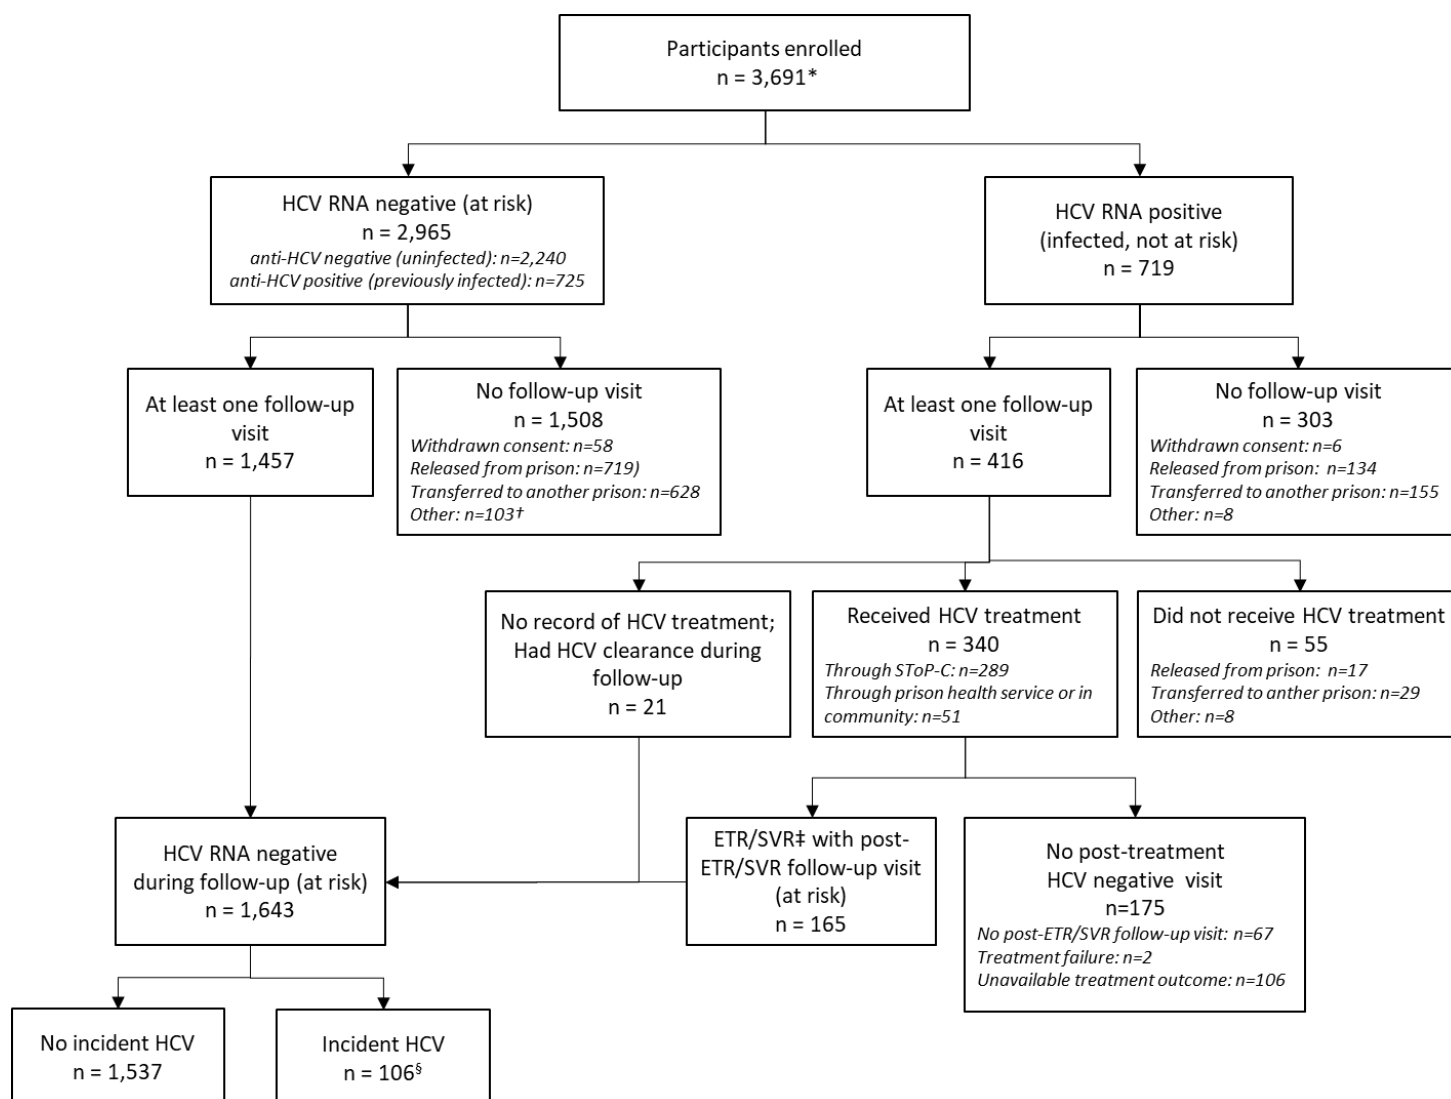 Participants enrolled
n = 3,691*
HCV RNA negative (at risk)
n = 2,965
anti-HCV negative (uninfected): n=2,240
anti-HCV positive (previously infected): n=725
HCV RNA positive
(infected, not at risk)
n = 719
At least one follow-up
visit
n = 1,457
No follow-up visit
n = 1,508
Withdrawn consent: n=58
Released from prison: n=719)
Transferred to another prison: n=628
Other: n=103†
At least one follow-up
visit
n = 416
No follow-up visit
n = 303
Withdrawn consent: n=6
Released from prison: n=134
Transferred to another prison: n=155
Other: n=8
No record of HCV treatment;
Had HCV clearance during
follow-up
n = 21
Received HCV treatment
n = 340
Through SToP-C: n=289
Through prison health service or in
community: n=51
Did not receive HCV treatment
n = 55
Released from prison: n=17
Transferred to anther prison: n=29
Other: n=8
HCV RNA negative
during follow-up (at risk)
n = 1,643
ETR/SVR‡ with post-
ETR/SVR follow-up visit
(at risk)
n = 165
No post-treatment
HCV negative visit
n=175
No post-ETR/SVR follow-up visit: n=67
Treatment failure: n=2
Unavailable treatment outcome: n=106
No incident HCV
n = 1,537
Incident HCV
n = 106§